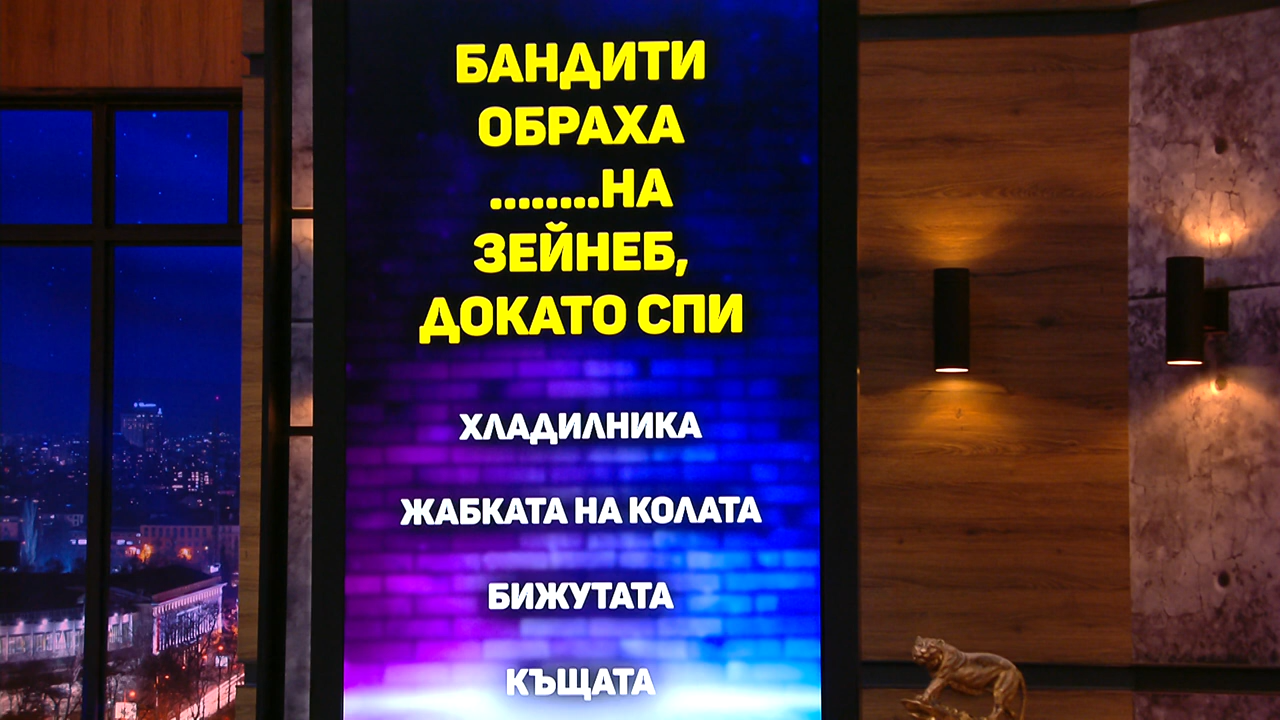 БАНДИТИ
ОБРАХА
........НА
ЗЕЙНЕБ,
ДОКАТО СПИ
ХЛАДИЛНИКА
ЖАБКАТА НА КОЛАТА
БИЖУТАТА
КЪЩАТА